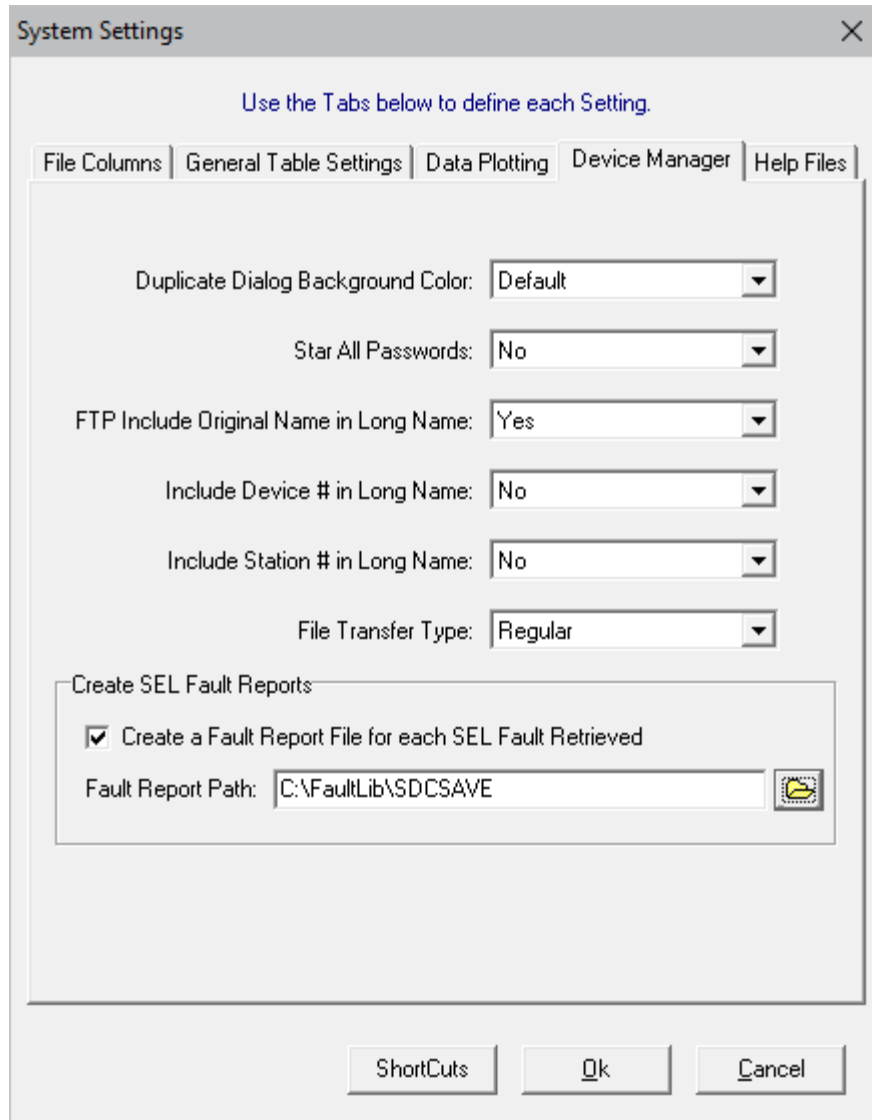 System Settings
Use the Tabs below to define each Setting.
File Columns General Table Settings Data Plotting Device Manager Help Files
Duplicate Dialog Background Color: Default
Star All Passwords: No
FTP Include Original Name in Long Name: Yes
Include Device # in Long Name: No
Include Station # in Long Name: No
File Transfer Type: Regular
Create SEL Fault Reports
Create a Fault Report File for each SEL Fault Retrieved
Fault Report Path: C:\FaultLib\SDCSAVE
ShortCuts Ok Cancel